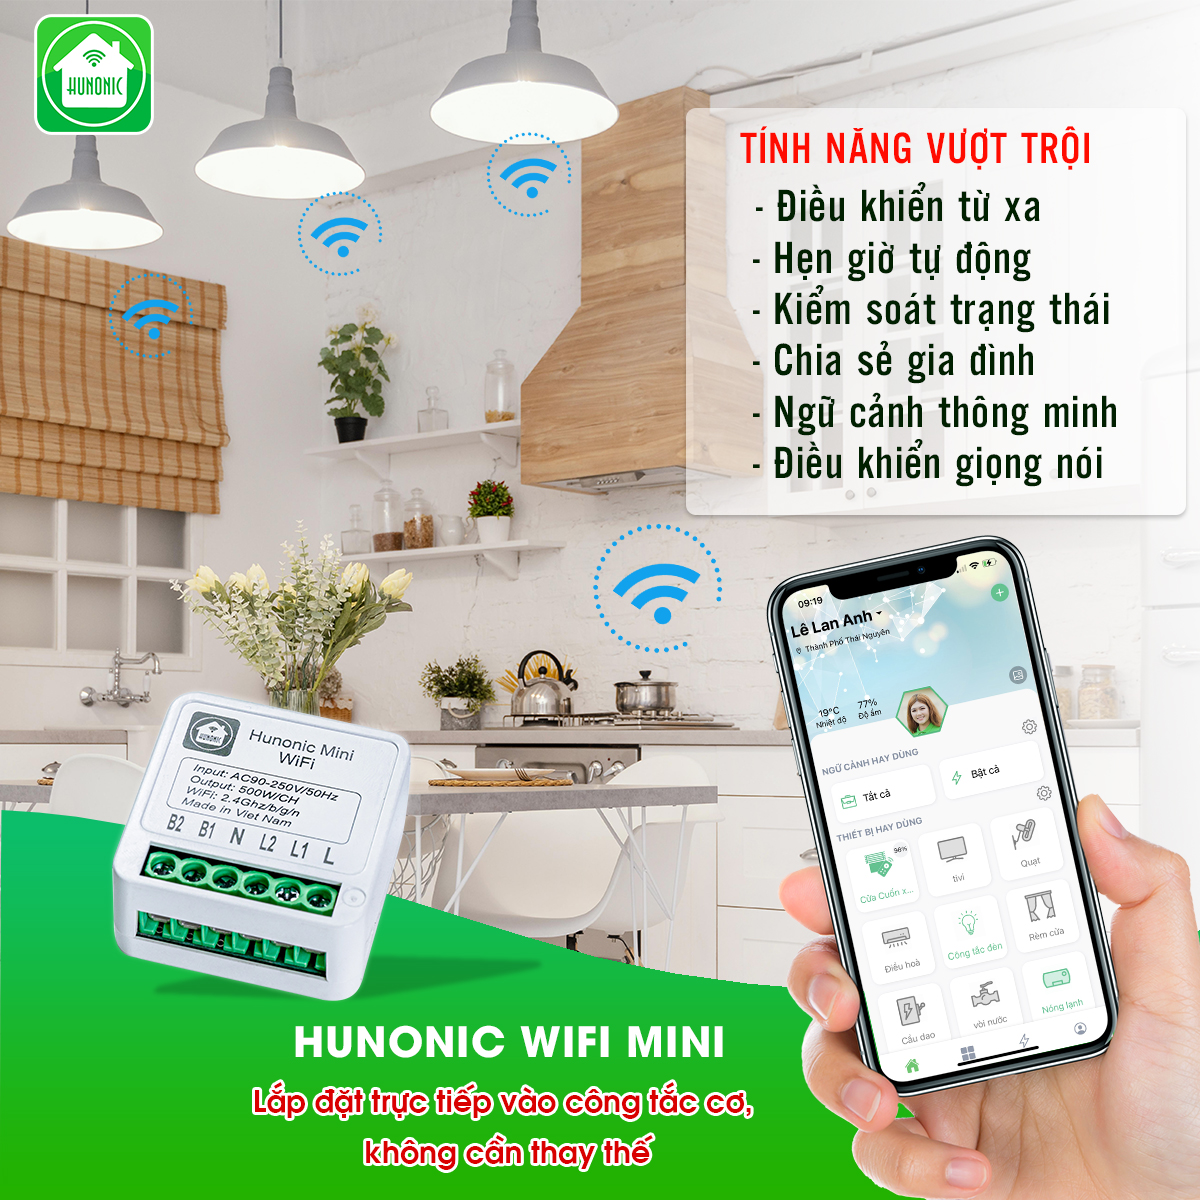 HUNONIC
TÍNH NĂNG VƯỢT TRỘI
- Điều khiển từ xa
- Hẹn giờ tự động
- Kiểm soát trạng thái
- Chia sẻ gia đình
- Ngữ cảnh thông minh
- Điều khiển giọng nói
09:19
Lê Lan Anh
Thành Phố Thái Nguyên
19°C 77%
Nhiệt độ Độ ẩm
NGỮ CẢNH HAY DÙNG
Tắt cả Bật cả
THIẾT BỊ HAY DÙNG
96%
Cửa Cuốn x... tivi Quạt
Điều hoà Công tắc đèn Rèm cửa
Cầu dao vòi nước Nóng lạnh
HUNONIC
Hunonic Mini
WiFi
Input: AC90-250V/50Hz
Output: 500W/CH
WiFi: 2.4Ghz/b/g/n
Made in Viet Nam
B2 B1 N L2 L1 L
HUNONIC WIFI MINI
Lắp đặt trực tiếp vào công tắc cơ,
không cần thay thế